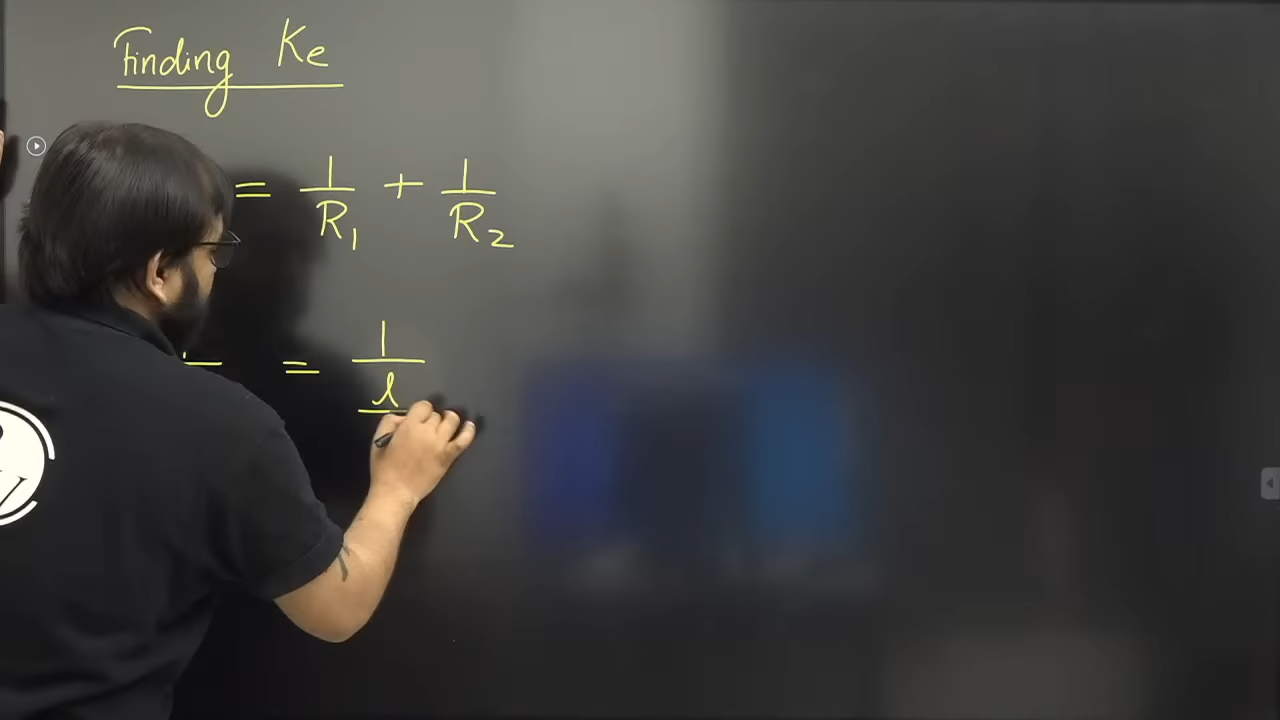 Finding Ke
= 1/R1 + 1/R2
= 1/l